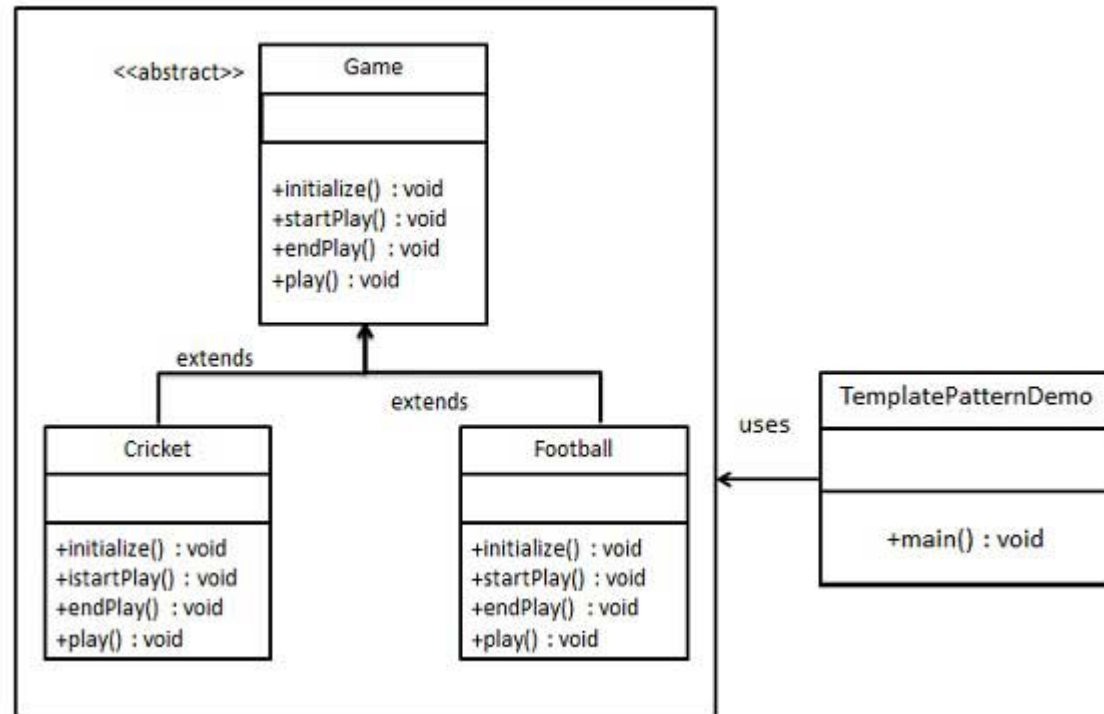 <<abstract>>
Game
+initialize() : void
+startPlay() : void
+endPlay() : void
+play() : void
extends
extends
Cricket
+initialize() : void
+istartPlay() : void
+endPlay() : void
+play() : void
Football
+initialize() : void
+startPlay() : void
+endPlay() : void
+play() : void
uses
TemplatePatternDemo
+main() : void